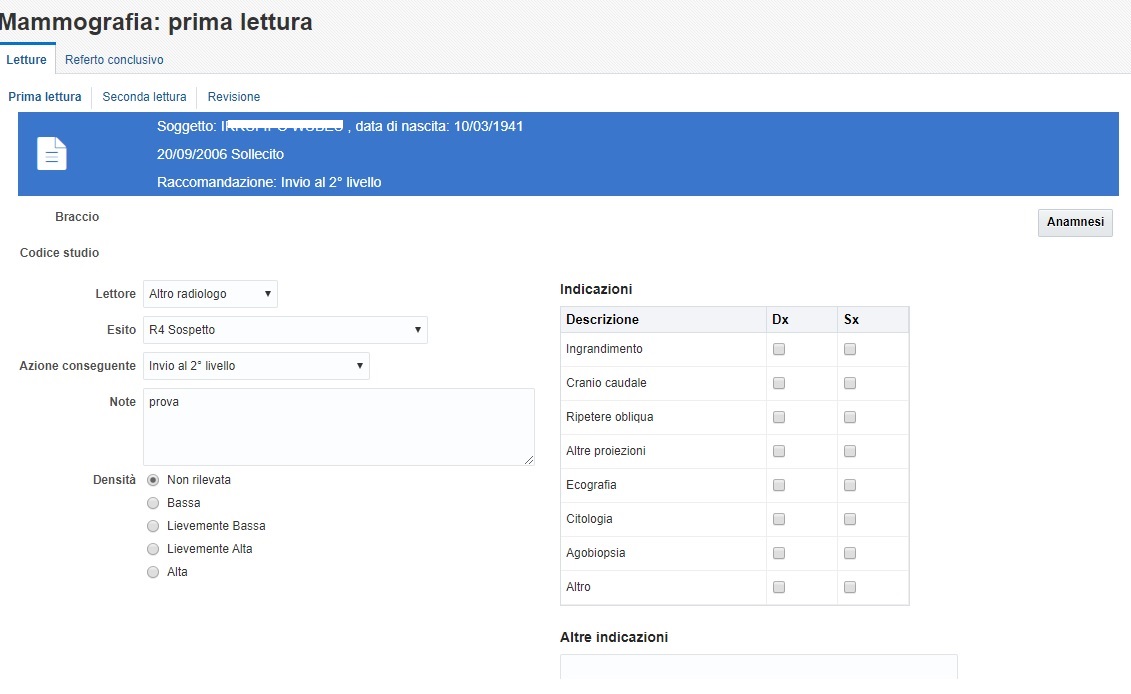 Mammografia: prima lettura
Letture Referto conclusivo
Prima lettura Seconda lettura Revisione
Soggetto: , data di nascita: 10/03/1941
20/09/2006 Sollecito
Raccomandazione: Invio al 2° livello
Braccio
Anamnesi
Codice studio
Lettore Altro radiologo
Esito R4 Sospetto
Azione conseguente Invio al 2° livello
Note prova
Densità Non rilevata
Bassa
Lievemente Bassa
Lievemente Alta
Alta
Indicazioni
Descrizione Dx Sx
Ingrandimento
Cranio caudale
Ripetere obliqua
Altre proiezioni
Ecografia
Citologia
Agobiopsia
Altro
Altre indicazioni